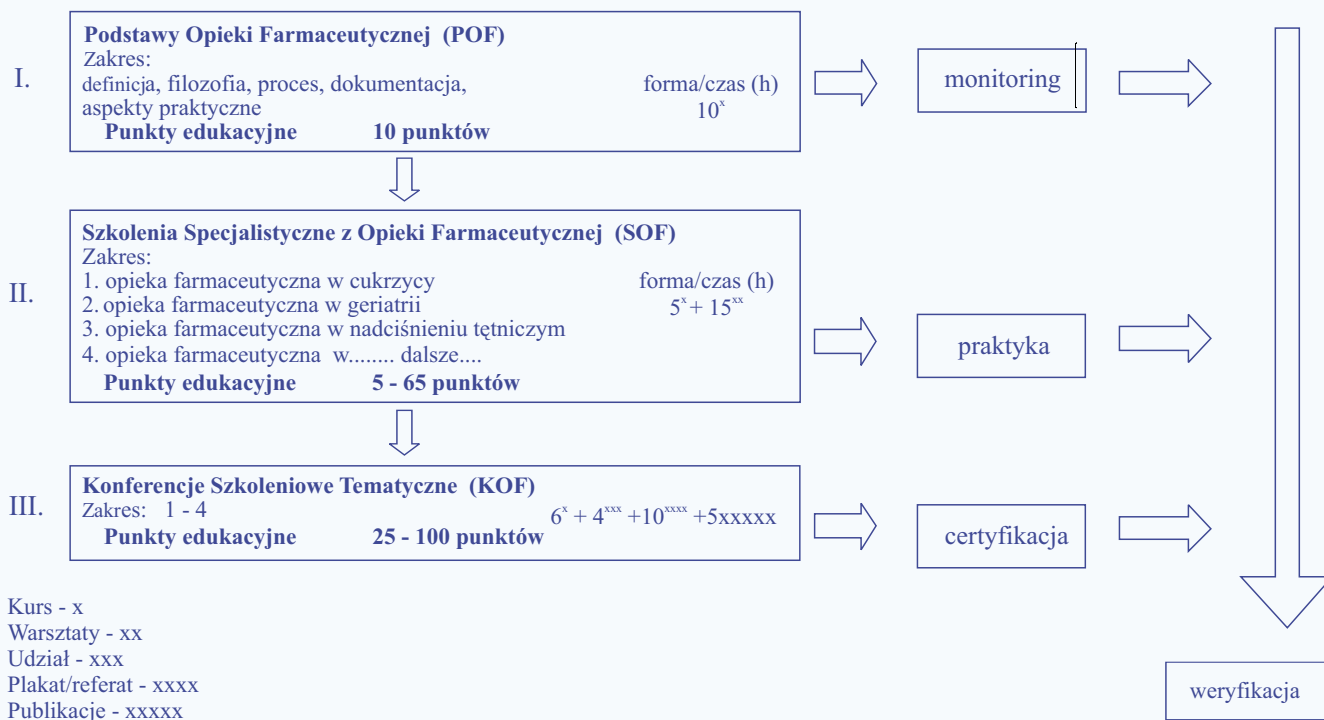 I.
Podstawy Opieki Farmaceutycznej (POF)
Zakres:
definicja, filozofia, proces, dokumentacja, forma/czas (h)
aspekty praktyczne 10ˣ
Punkty edukacyjne 10 punktów
monitoring
II.
Szkolenia Specjalistyczne z Opieki Farmaceutycznej (SOF)
Zakres:
1. opieka farmaceutyczna w cukrzycy forma/czas (h)
2. opieka farmaceutyczna w geriatrii 5ˣ + 15ˣˣ
3. opieka farmaceutyczna w nadciśnieniu tętniczym
4. opieka farmaceutyczna w........ dalsze....
Punkty edukacyjne 5 - 65 punktów
praktyka
III.
Konferencje Szkoleniowe Tematyczne (KOF)
Zakres: 1 - 4 6ˣ + 4ˣˣˣ +10ˣˣˣˣ +5xxxxx
Punkty edukacyjne 25 - 100 punktów
certyfikacja
Kurs - x
Warsztaty - xx
Udział - xxx
Plakat/referat - xxxx
Publikacje - xxxxx
weryfikacja